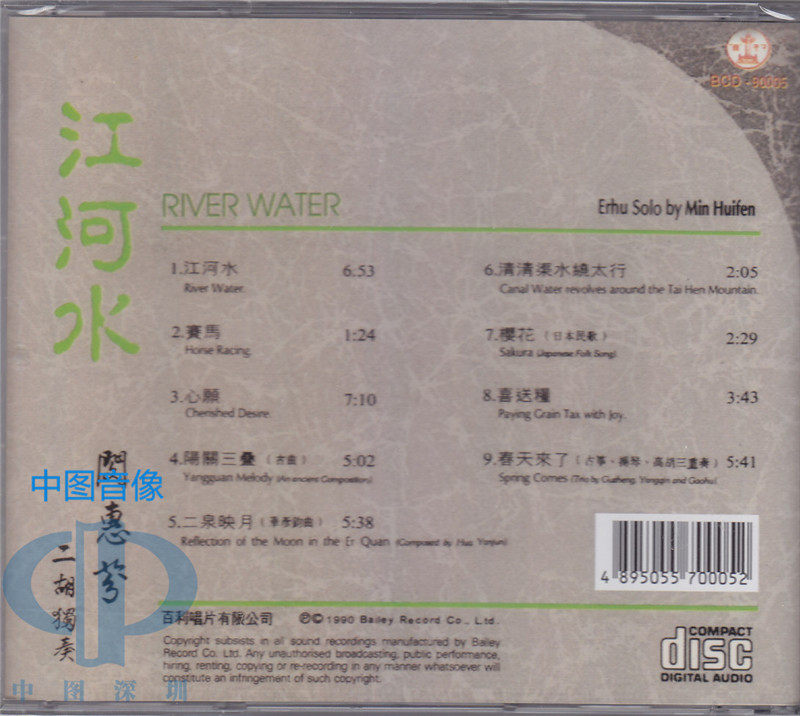 BCD - 90005
江河水
RIVER WATER
Erhu Solo by Min Huifen
1.江河水 6.53
River Water.
2.賽馬 1:24
Horse Racing
3.心願 7:10
Cherished Desire.
4.陽關三疊（古曲） 5:02
Yangguan Melody (An ancient Composition)
5.二泉映月（華彥鈞曲） 5:38
Reflection of the Moon in the Er Quan (Composed by Hua Yanjun)
6.清清渠水繞太行 2:05
Canal Water revolves around the Tai Hen Mountain.
7.櫻花（日本民歌） 2:29
Sakura (Japanese Folk Song).
8.喜送糧 3:43
Paying Grain Tax with Joy.
9.春天來了（古箏、揚琴、高胡三重奏） 5:41
Spring Comes (Trio by Guzheng, Yangqin and Gaohu).
閔惠芬
二胡獨奏
中图音像
中图深圳
4 895055 700052
百利唱片有限公司 ℗© 1990 Bailey Record Co., Ltd.
Copyright subsists in all sound recordings manufactured by Bailey
Record Co. Ltd. Any unauthorised broadcasting, public performance,
hiring, renting, copying or re-recording in any manner whatsoever will
constitute an infringement of such copyright.
COMPACT
disc
DIGITAL AUDIO